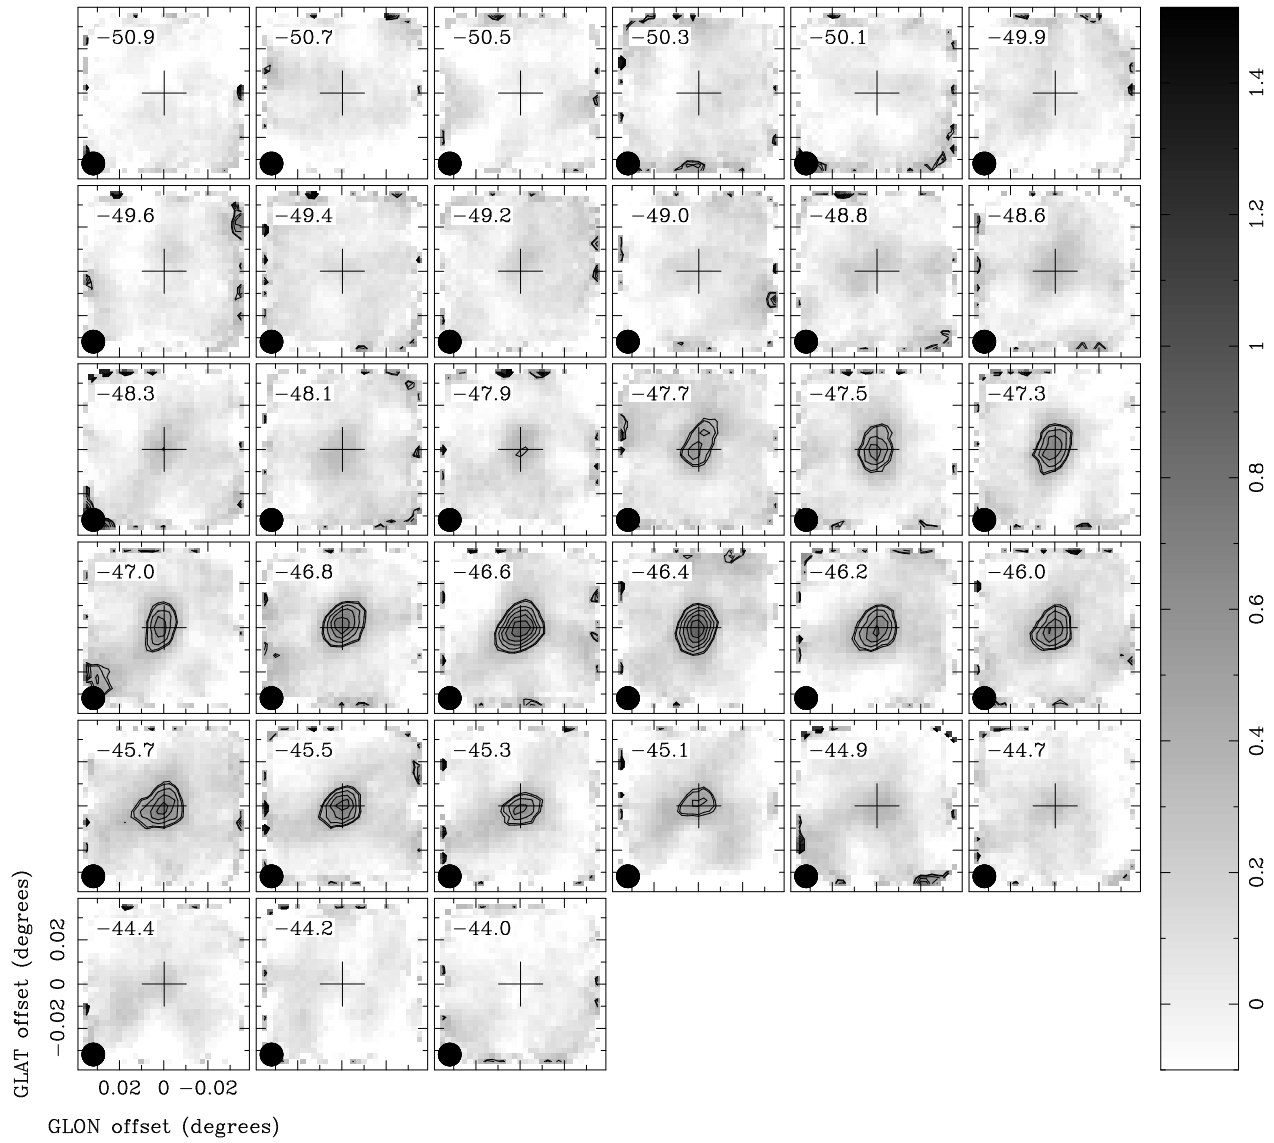 −50.9 −50.7 −50.5 −50.3 −50.1 −49.9
−49.6 −49.4 −49.2 −49.0 −48.8 −48.6
−48.3 −48.1 −47.9 −47.7 −47.5 −47.3
−47.0 −46.8 −46.6 −46.4 −46.2 −46.0
−45.7 −45.5 −45.3 −45.1 −44.9 −44.7
−44.4 −44.2 −44.0
GLAT offset (degrees)
−0.02 0 0.02
0.02 0 −0.02
GLON offset (degrees)
0 0.2 0.4 0.6 0.8 1 1.2 1.4